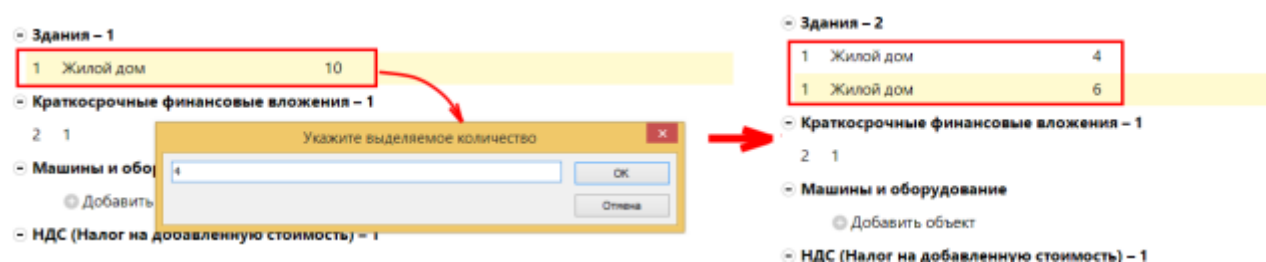 Здания – 1
1 Жилой дом 10
Краткосрочные финансовые вложения – 1
2 1
Укажите выделяемое количество
Машины и обор
4
ОК
Добавить
Отмена
НДС (Налог на добавленную стоимость) – 1
Здания – 2
1 Жилой дом 4
1 Жилой дом 6
Краткосрочные финансовые вложения – 1
2 1
Машины и оборудование
Добавить объект
НДС (Налог на добавленную стоимость) – 1